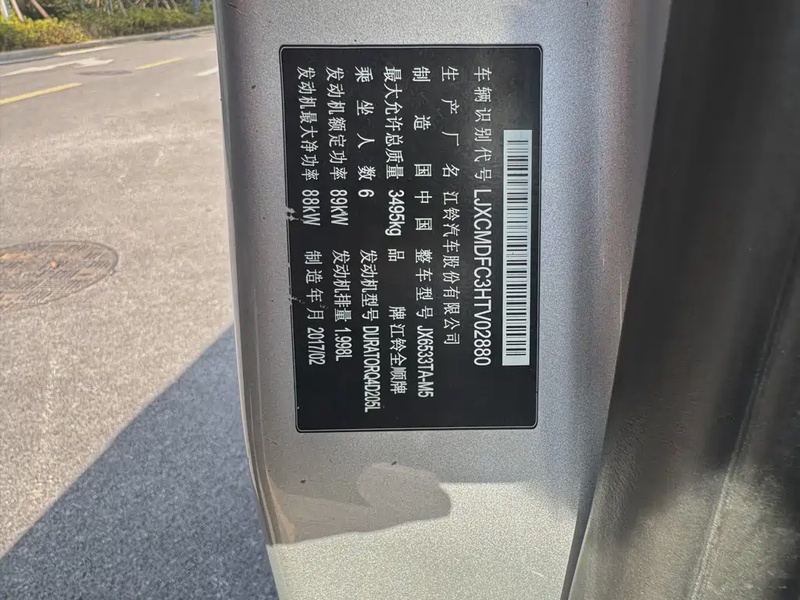 车辆识别代号 LJXCMDFC3HTV02880
生产厂名 江铃汽车股份有限公司
制造国 中国 整车型号 JX6533TA-M5
最大允许总质量 3495kg 品牌 江铃全顺牌
乘坐人数 6 发动机型号 DURATORQ4D205L
发动机额定功率 89kW 发动机排量 1.998L
发动机最大净功率 88kW 制造年月 2017/02